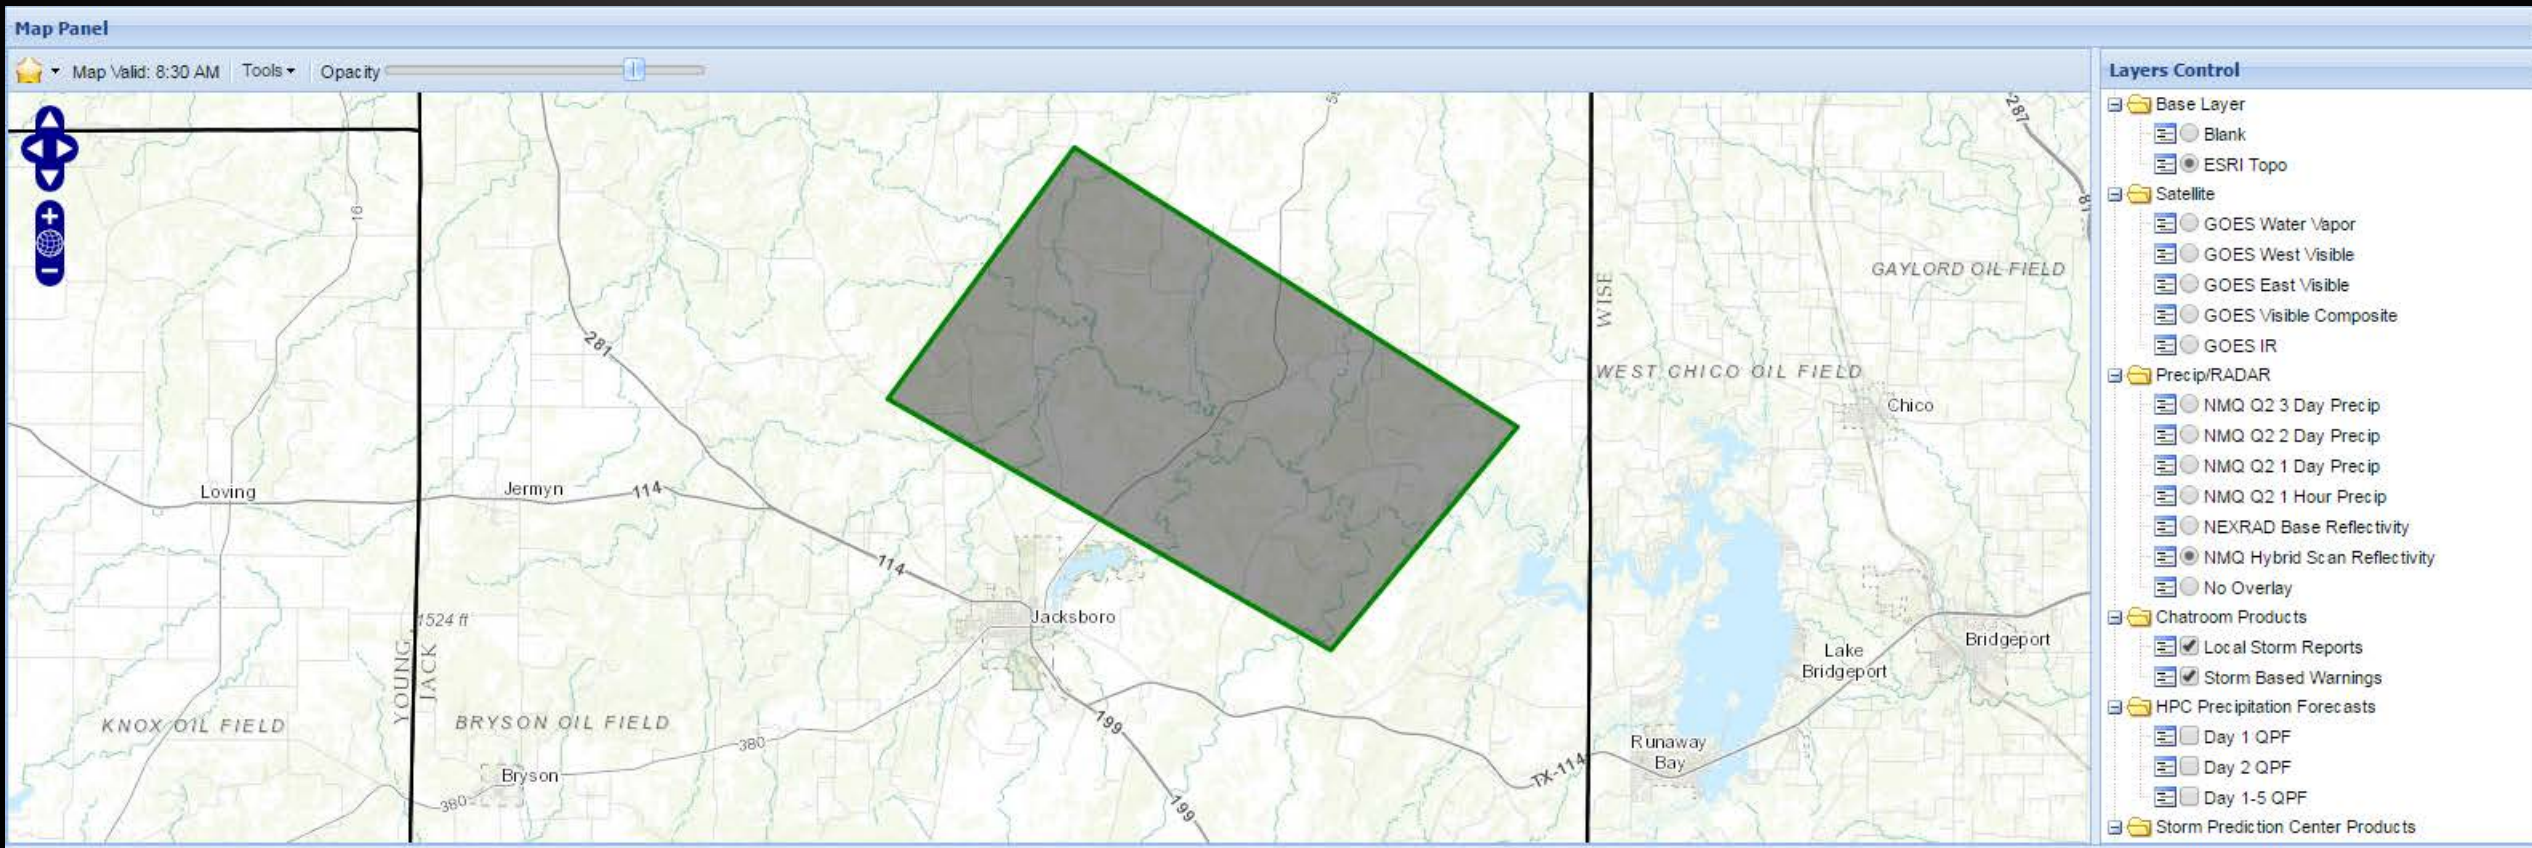 Map Panel
Map Valid: 8:30 AM Tools Opacity
16
281
114
114
Loving
Jermyn
Jacksboro
1524 ft
YOUNG
JACK
KNOX OIL FIELD
BRYSON OIL FIELD
Bryson
380
380
199
199
WISE
287
GAYLORD OIL FIELD
WEST CHICO OIL FIELD
Chico
Lake
Bridgeport
Bridgeport
Runaway
Bay
TX-114
Layers Control
Base Layer
Blank
ESRI Topo
Satellite
GOES Water Vapor
GOES West Visible
GOES East Visible
GOES Visible Composite
GOES IR
Precip/RADAR
NMQ Q2 3 Day Precip
NMQ Q2 2 Day Precip
NMQ Q2 1 Day Precip
NMQ Q2 1 Hour Precip
NEXRAD Base Reflectivity
NMQ Hybrid Scan Reflectivity
No Overlay
Chatroom Products
Local Storm Reports
Storm Based Warnings
HPC Precipitation Forecasts
Day 1 QPF
Day 2 QPF
Day 1-5 QPF
Storm Prediction Center Products